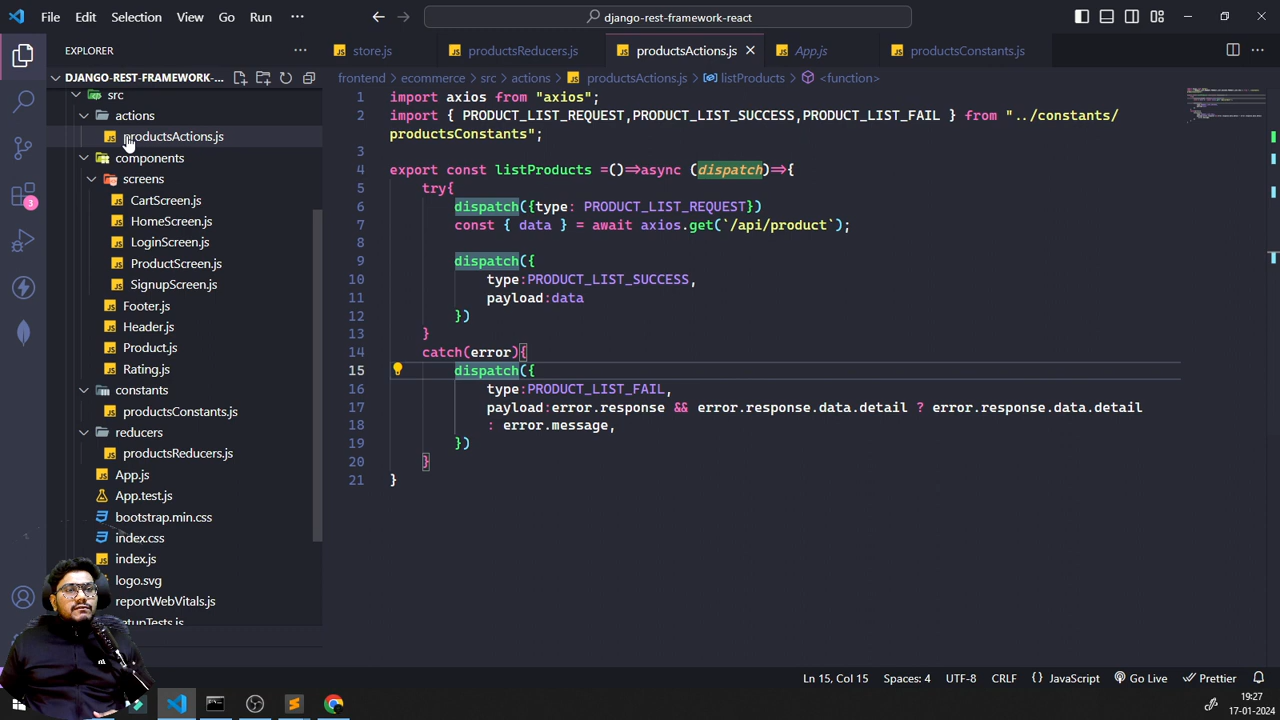 File Edit Selection View Go Run ···
django-rest-framework-react
EXPLORER
DJANGO-REST-FRAMEWORK-...
src
actions
productsActions.js
components
screens
CartScreen.js
HomeScreen.js
LoginScreen.js
ProductScreen.js
SignupScreen.js
Footer.js
Header.js
Product.js
Rating.js
constants
productsConstants.js
reducers
productsReducers.js
App.js
App.test.js
bootstrap.min.css
index.css
index.js
logo.svg
reportWebVitals.js
3
store.js productsReducers.js productsActions.js App.js productsConstants.js
frontend > ecommerce > src > actions > productsActions.js > listProducts > <function>
1 import axios from "axios";
2 import { PRODUCT_LIST_REQUEST,PRODUCT_LIST_SUCCESS,PRODUCT_LIST_FAIL } from "../constants/
productsConstants";
3
4 export const listProducts =()=>async (dispatch)=>{
5 try{
6 dispatch({type: PRODUCT_LIST_REQUEST})
7 const { data } = await axios.get(`/api/product`);
8
9 dispatch({
10 type:PRODUCT_LIST_SUCCESS,
11 payload:data
12 })
13 }
14 catch(error){
15 dispatch({
16 type:PRODUCT_LIST_FAIL,
17 payload:error.response && error.response.data.detail ? error.response.data.detail
18 : error.message,
19 })
20 }
21 }
Ln 15, Col 15 Spaces: 4 UTF-8 CRLF {} JavaScript Go Live Prettier
19:27
17-01-2024